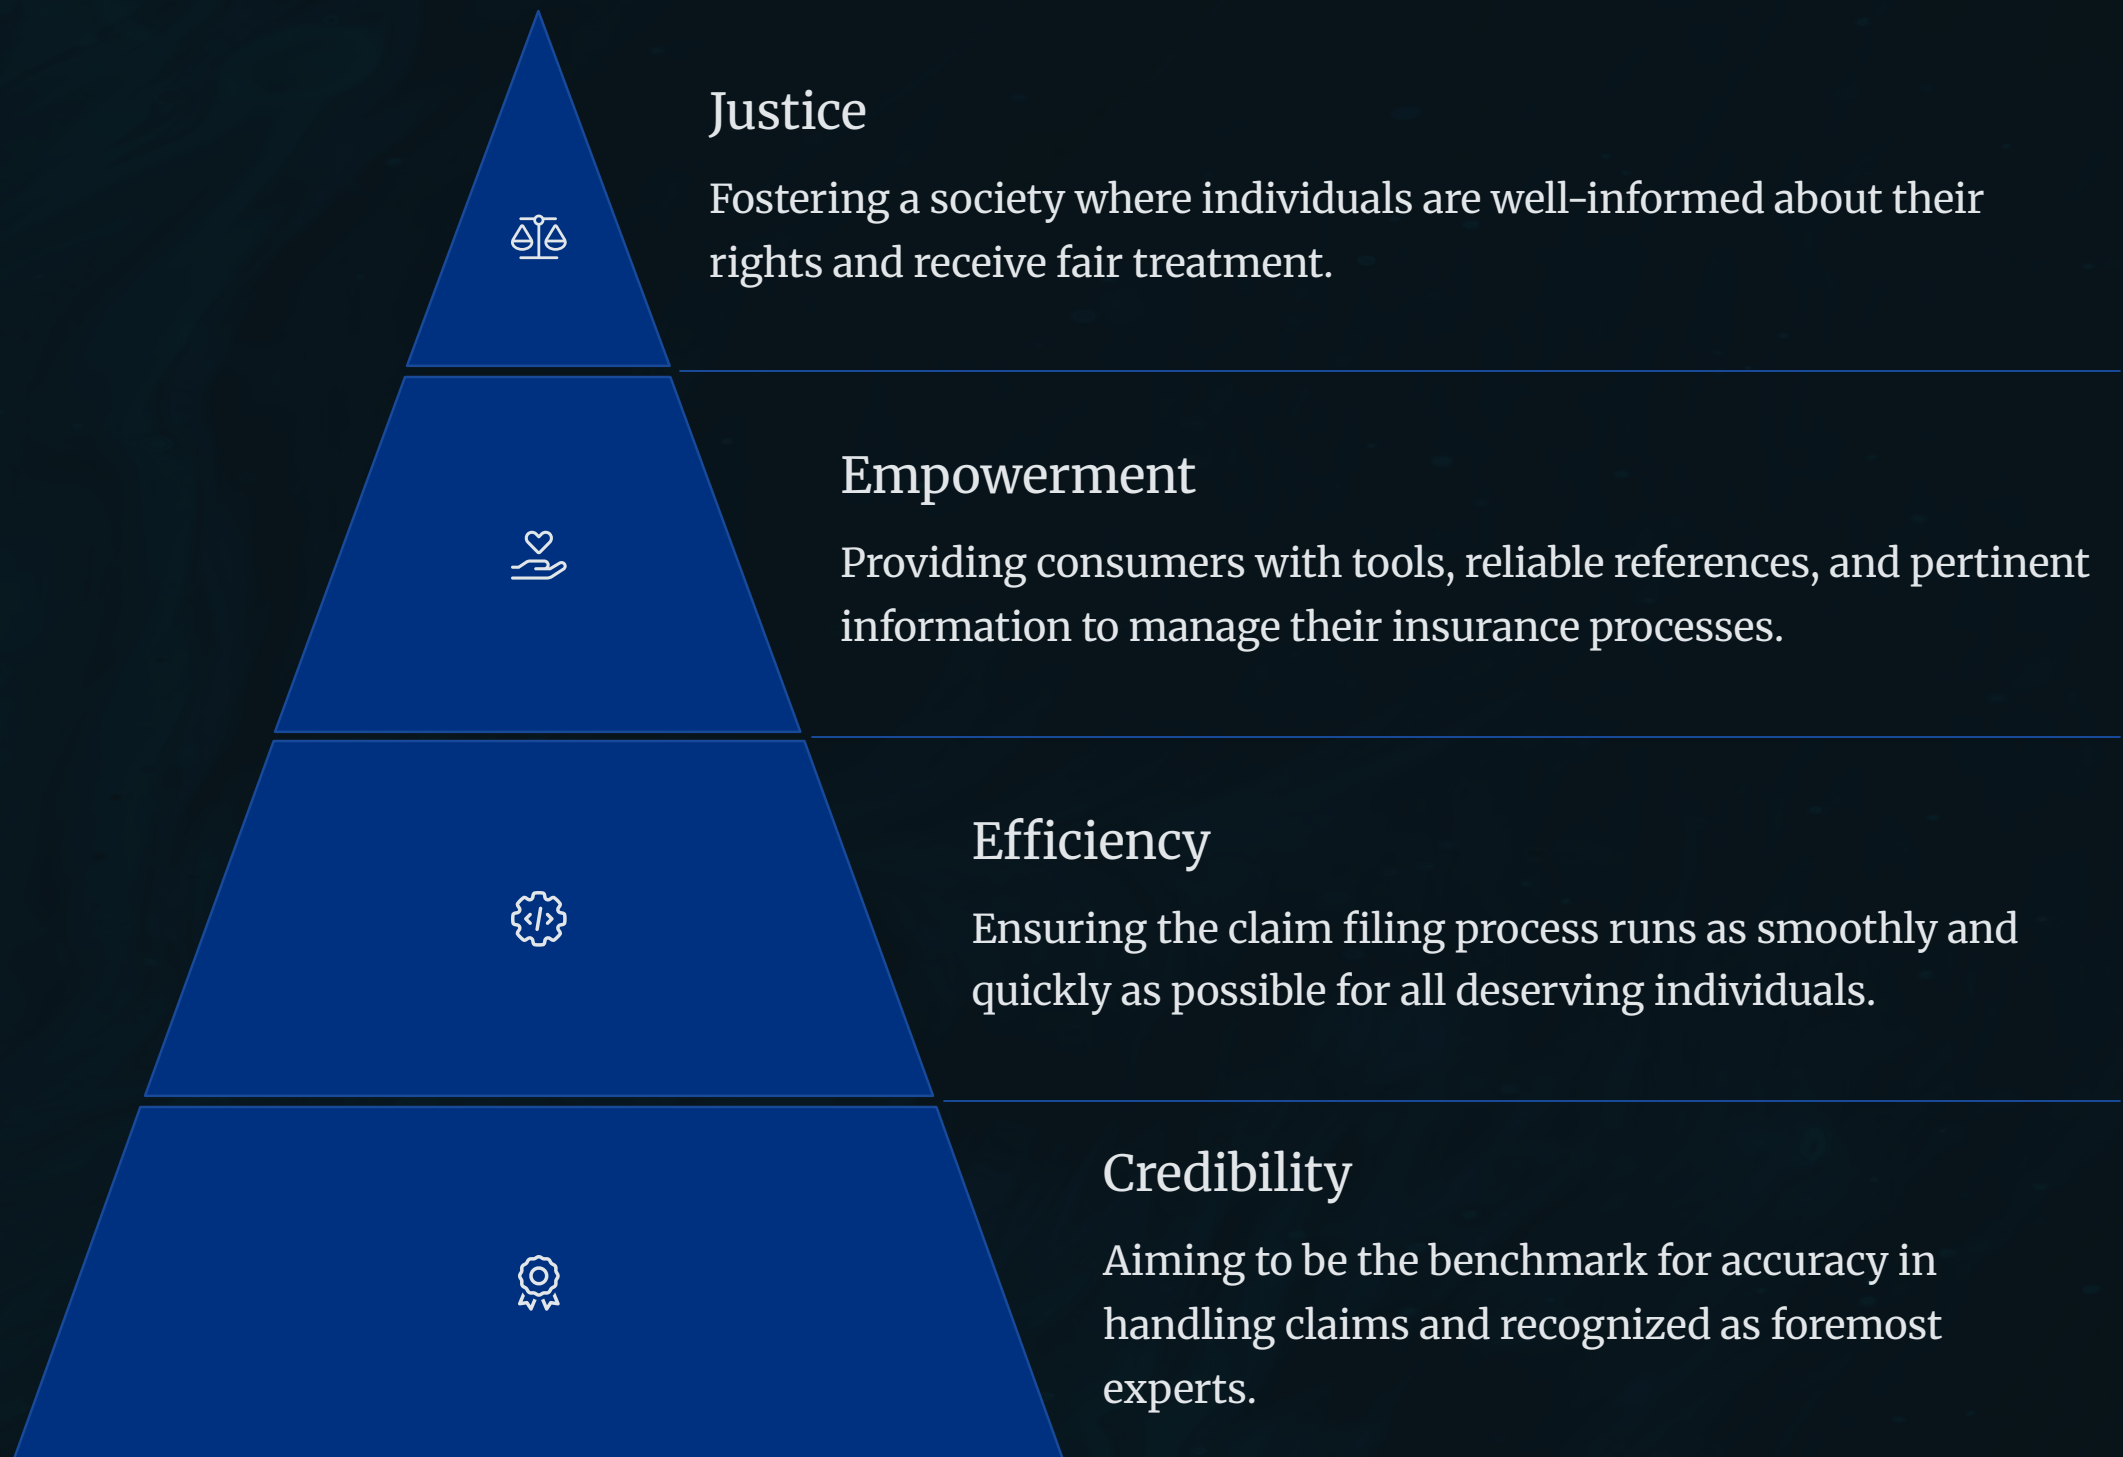 Justice
Fostering a society where individuals are well-informed about their
rights and receive fair treatment.
Empowerment
Providing consumers with tools, reliable references, and pertinent
information to manage their insurance processes.
Efficiency
Ensuring the claim filing process runs as smoothly and
quickly as possible for all deserving individuals.
Credibility
Aiming to be the benchmark for accuracy in
handling claims and recognized as foremost
experts.